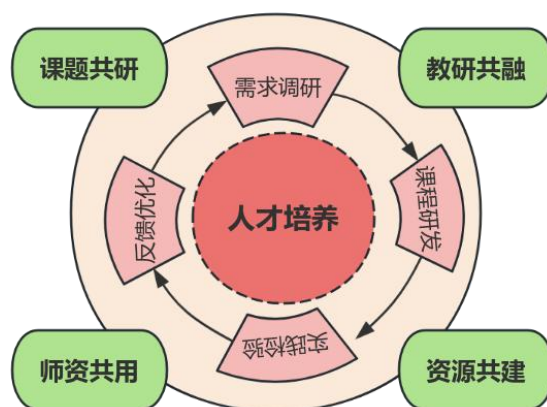 课题共研
教研共融
需求调研
课程研发
人才培养
反馈优化
实践检验
师资共用
资源共建